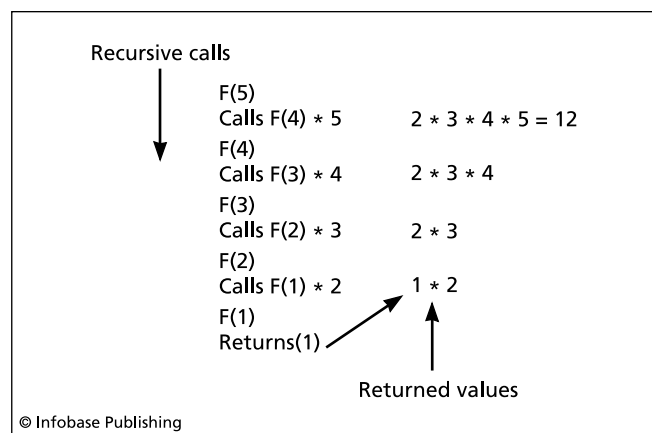 Recursive calls
F(5)
Calls F(4) * 5 2 * 3 * 4 * 5 = 12
F(4)
Calls F(3) * 4 2 * 3 * 4
F(3)
Calls F(2) * 3 2 * 3
F(2)
Calls F(1) * 2 1 * 2
F(1)
Returns(1)
Returned values
© Infobase Publishing